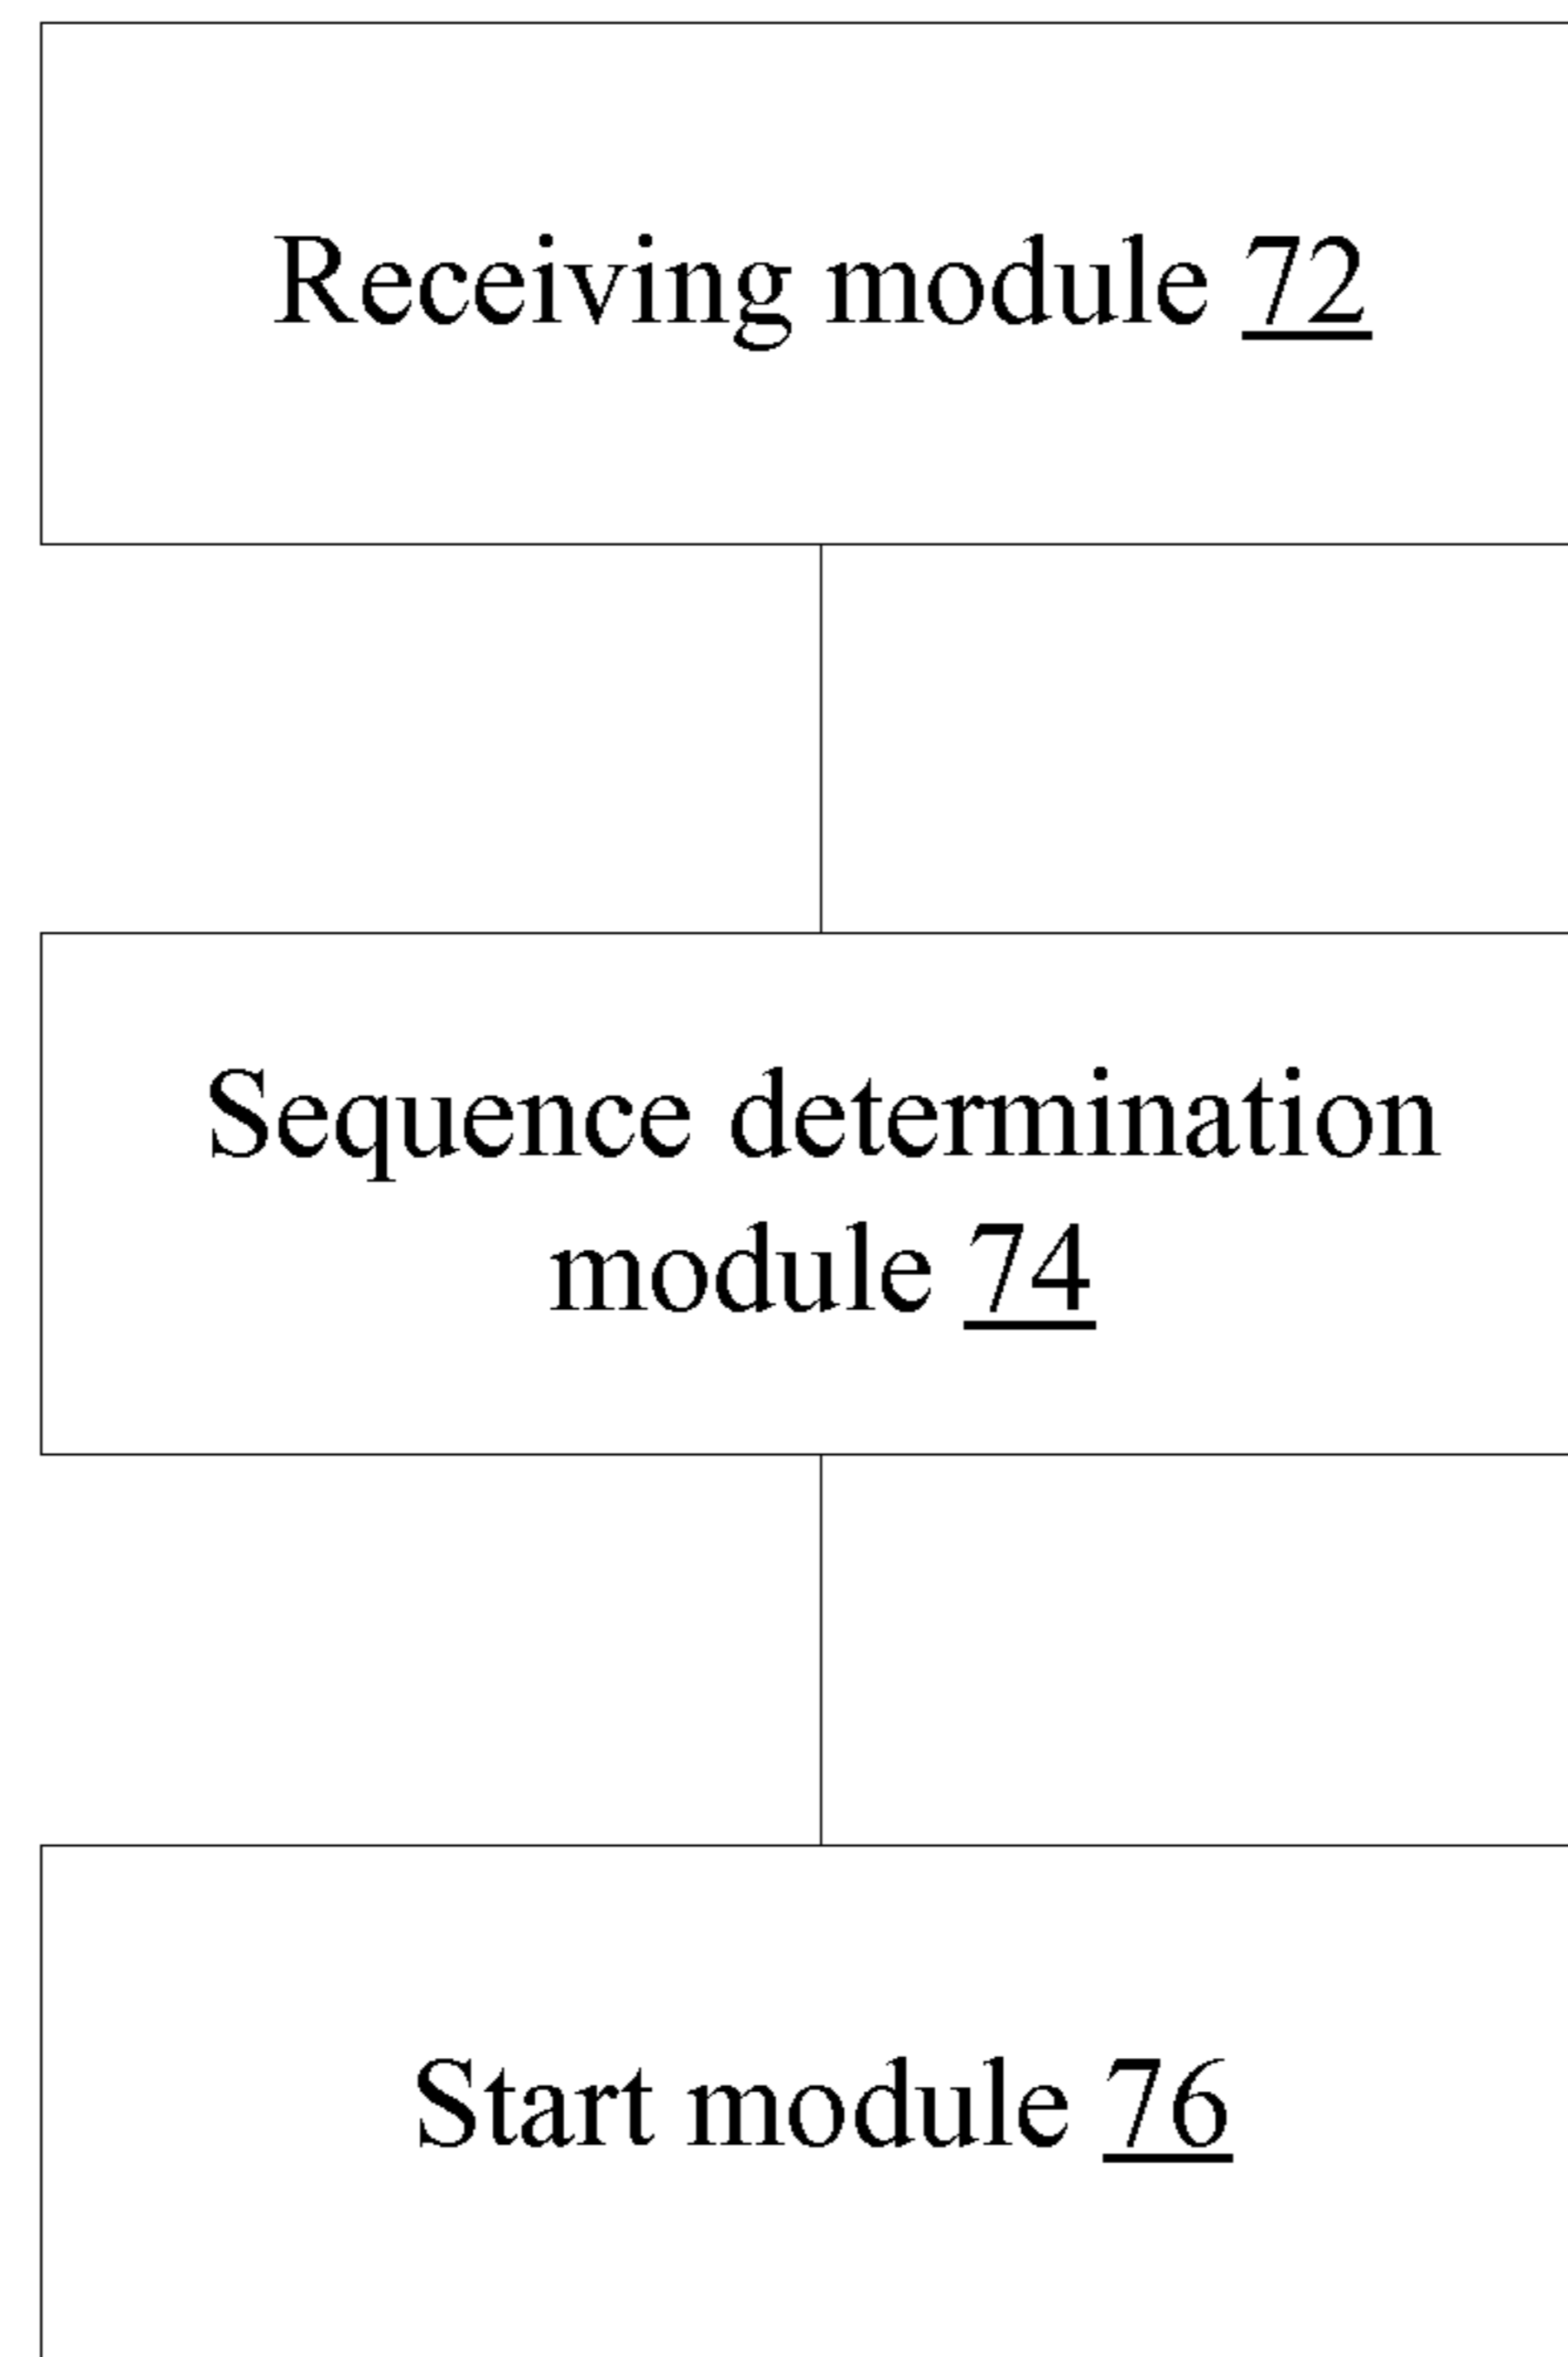 Receiving module 72
Sequence determination
module 74
Start module 76